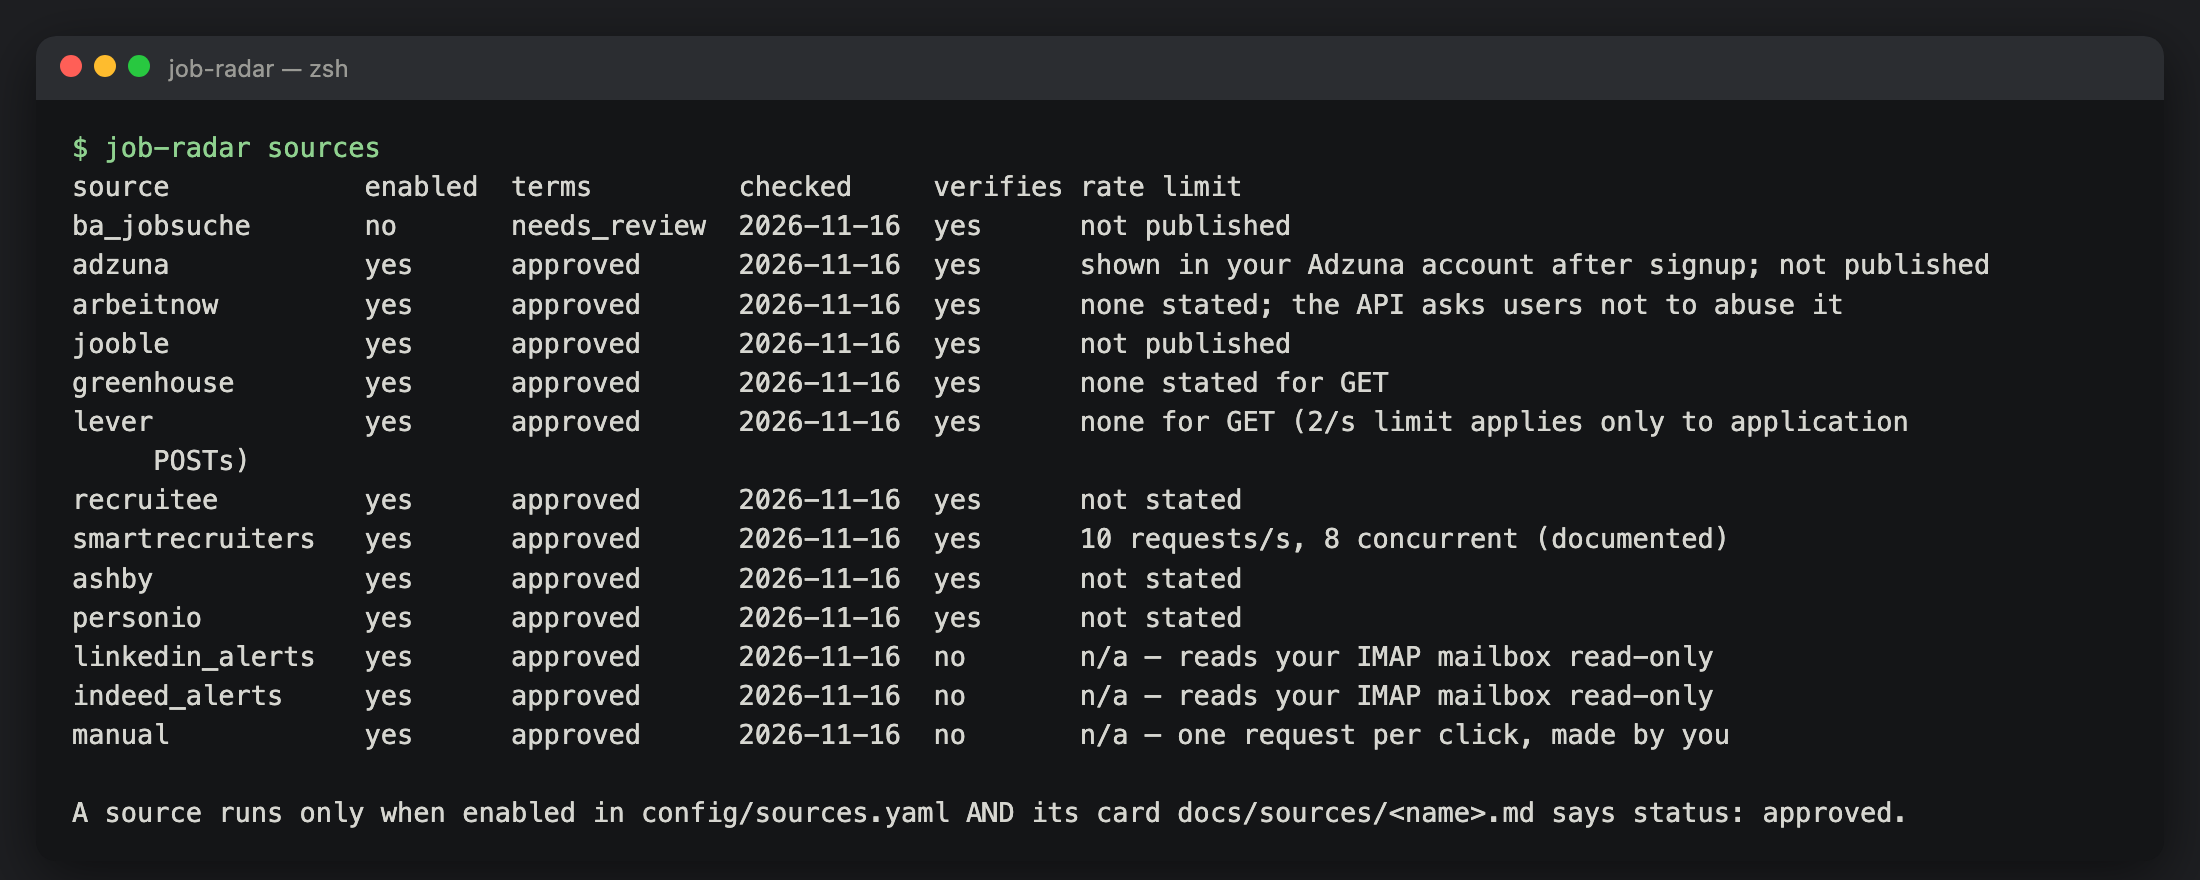 job-radar — zsh
$ job-radar sources
source            enabled  terms         checked     verifies rate limit
ba_jobsuche       no       needs_review  2026-11-16  yes      not published
adzuna            yes      approved      2026-11-16  yes      shown in your Adzuna account after signup; not published
arbeitnow         yes      approved      2026-11-16  yes      none stated; the API asks users not to abuse it
jooble            yes      approved      2026-11-16  yes      not published
greenhouse        yes      approved      2026-11-16  yes      none stated for GET
lever             yes      approved      2026-11-16  yes      none for GET (2/s limit applies only to application
     POSTs)
recruitee         yes      approved      2026-11-16  yes      not stated
smartrecruiters   yes      approved      2026-11-16  yes      10 requests/s, 8 concurrent (documented)
ashby             yes      approved      2026-11-16  yes      not stated
personio          yes      approved      2026-11-16  yes      not stated
linkedin_alerts   yes      approved      2026-11-16  no       n/a — reads your IMAP mailbox read-only
indeed_alerts     yes      approved      2026-11-16  no       n/a — reads your IMAP mailbox read-only
manual            yes      approved      2026-11-16  no       n/a — one request per click, made by you
A source runs only when enabled in config/sources.yaml AND its card docs/sources/<name>.md says status: approved.